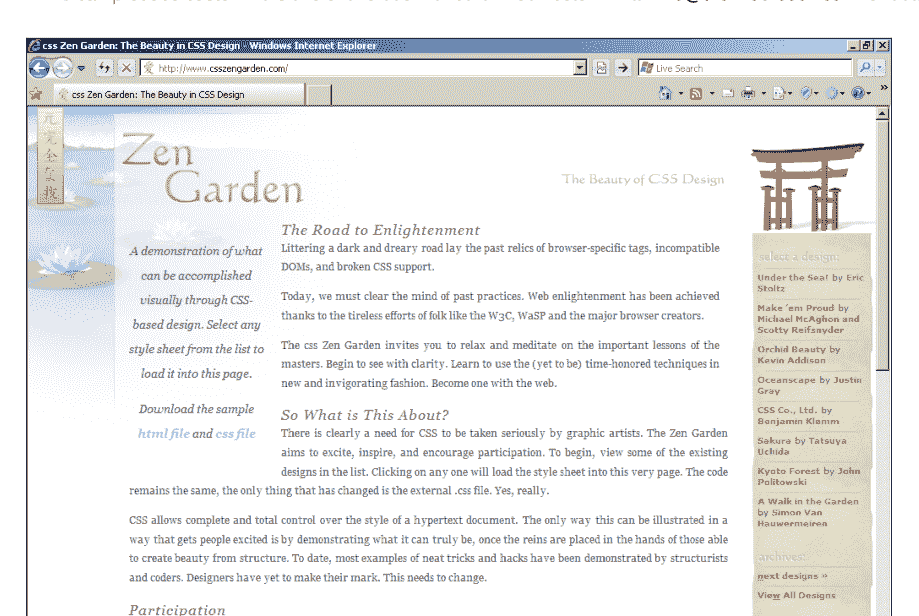 css Zen Garden: The Beauty in CSS Design - Windows Internet Explorer
http://www.csszengarden.com/
Live Search
css Zen Garden: The Beauty in CSS Design
Zen
Garden
The Beauty of CSS Design
A demonstration of what
can be accomplished
visually through CSS-
based design. Select any
style sheet from the list to
load it into this page.
Download the sample
html file and css file
The Road to Enlightenment
Littering a dark and dreary road lay the past relics of browser-specific tags, incompatible
DOMs, and broken CSS support.
Today, we must clear the mind of past practices. Web enlightenment has been achieved
thanks to the tireless efforts of folk like the W3C, WaSP and the major browser creators.
The css Zen Garden invites you to relax and meditate on the important lessons of the
masters. Begin to see with clarity. Learn to use the (yet to be) time-honored techniques in
new and invigorating fashion. Become one with the web.
So What is This About?
There is clearly a need for CSS to be taken seriously by graphic artists. The Zen Garden
aims to excite, inspire, and encourage participation. To begin, view some of the existing
designs in the list. Clicking on any one will load the style sheet into this very page. The code
remains the same, the only thing that has changed is the external .css file. Yes, really.
CSS allows complete and total control over the style of a hypertext document. The only way this can be illustrated in a
way that gets people excited is by demonstrating what it can truly be, once the reins are placed in the hands of those able
to create beauty from structure. To date, most examples of neat tricks and hacks have been demonstrated by structurists
and coders. Designers have yet to make their mark. This needs to change.
Participation
select a design:
Under the Sea! by Eric
Stoltz
Make 'em Proud by
Michael McAghon and
Scotty Reifsnyder
Orchid Beauty by
Kevin Addison
Oceanscape by Justin
Gray
CSS Co., Ltd. by
Benjamin Klemm
Sakura by Tatsuya
Uchida
Kyoto Forest by John
Politowski
A Walk in the Garden
by Simon Van
Hauwermeiren
archives:
next designs »
View All Designs